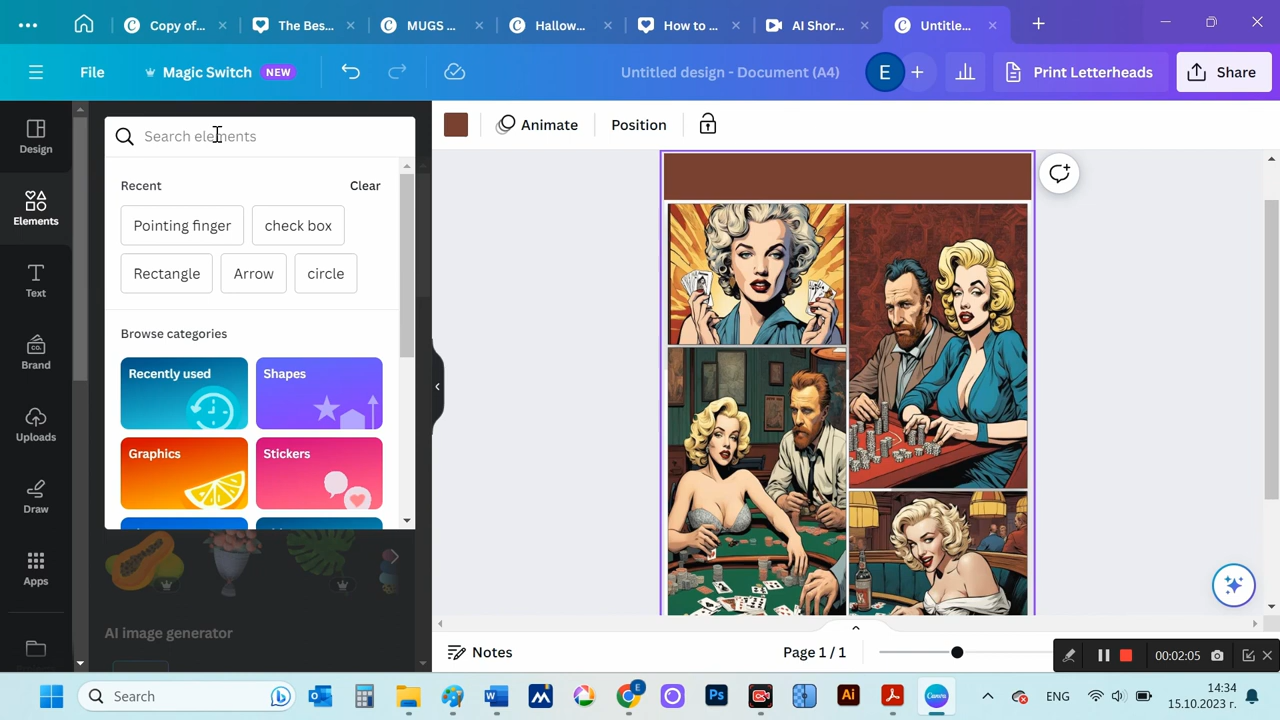 Copy of...
The Bes...
MUGS ...
Hallow...
How to ...
AI Shor...
Untitle...
File
Magic Switch NEW
Untitled design - Document (A4)
E
Print Letterheads
Share
Design
Elements
Text
Brand
Uploads
Draw
Apps
Search elements
Recent
Clear
Pointing finger
check box
Rectangle
Arrow
circle
Browse categories
Recently used
Shapes
Graphics
Stickers
AI image generator
Animate
Position
Notes
Page 1 / 1
00:02:05
Search
ENG
14:34
15.10.2023 г.